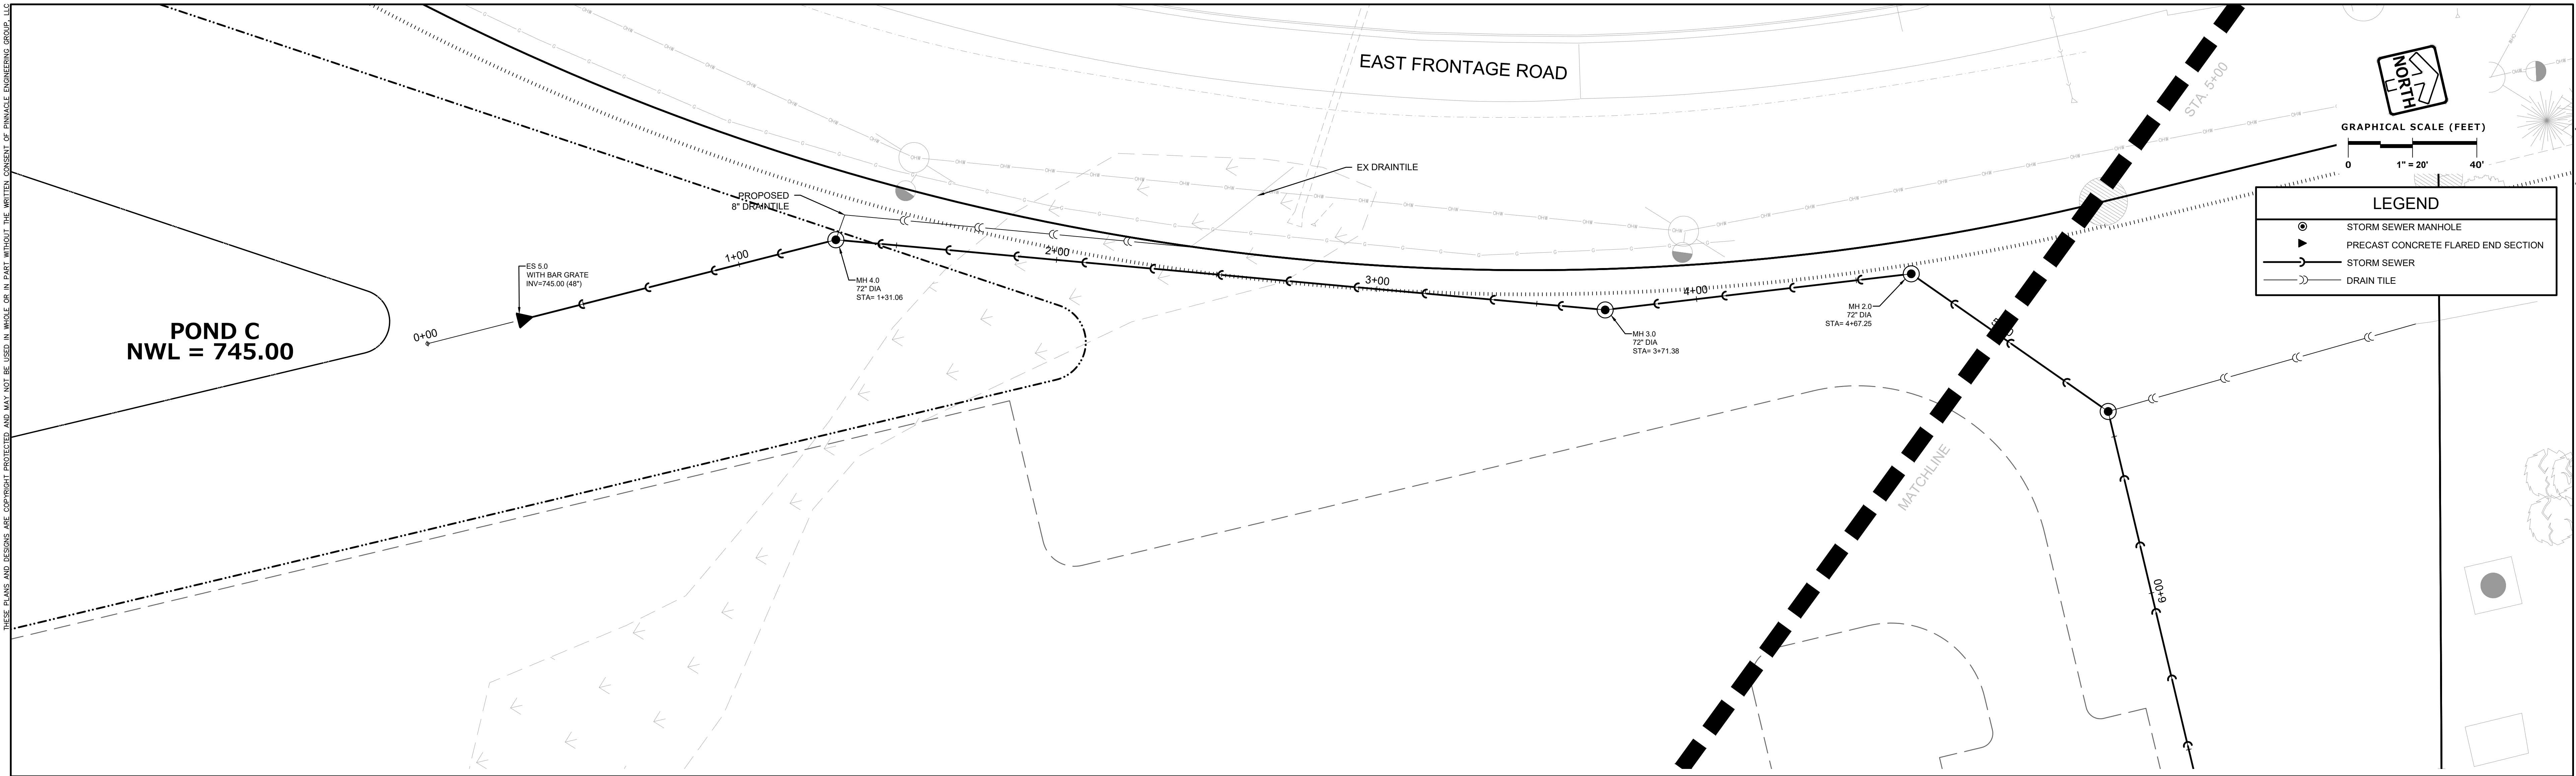 THESE PLANS AND DESIGNS ARE COPYRIGHT PROTECTED AND MAY NOT BE USED IN WHOLE OR IN PART WITHOUT THE WRITTEN CONSENT OF PINNACLE ENGINEERING GROUP, LLC
EAST FRONTAGE ROAD
STA. 5+00
NORTH
GRAPHICAL SCALE (FEET)
0 1" = 20' 40'
LEGEND
STORM SEWER MANHOLE
PRECAST CONCRETE FLARED END SECTION
STORM SEWER
DRAIN TILE
EX DRAINTILE
PROPOSED
8" DRAINTILE
ES 5.0
WITH BAR GRATE
INV=745.00 (48")
0+00
1+00
2+00
3+00
4+00
MH 4.0
72" DIA
STA= 1+31.06
MH 3.0
72" DIA
STA= 3+71.38
MH 2.0
72" DIA
STA= 4+67.25
POND C
NWL = 745.00
MATCHLINE
6+00